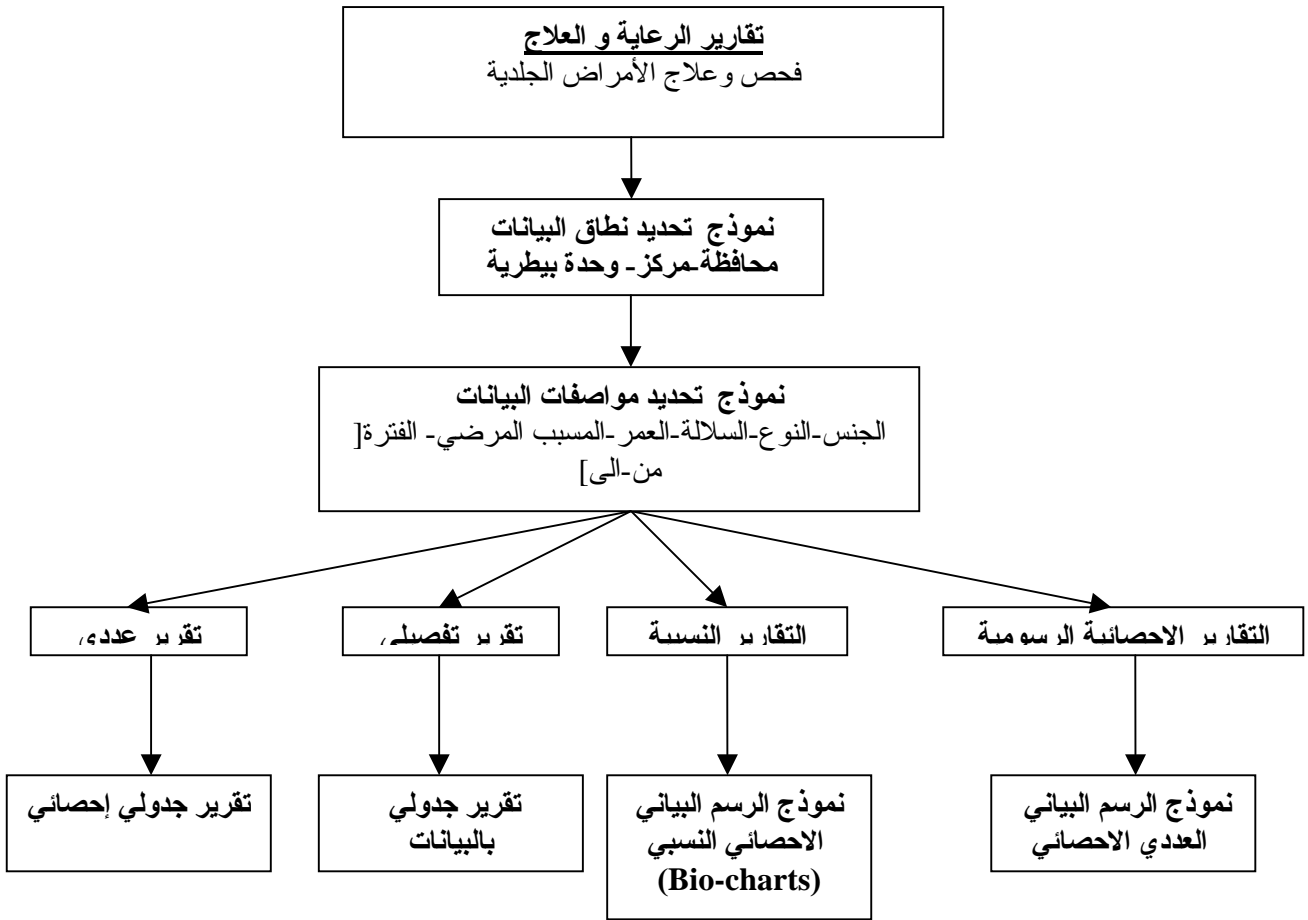 تقارير الرعاية و العلاج
فحص وعلاج الأمراض الجلدية
نموذج تحديد نطاق البيانات
محافظة-مركز- وحدة بيطرية
نموذج تحديد مواصفات البيانات
الجنس-النوع-السلالة-العمر-المسبب المرضي- الفترة[
من-الى]
التقارير الاحصائية الرسومية
التقارير النسبية
تقرير تفصيلي
تقرير عددي
نموذج الرسم البياني
العددي الاحصائي
نموذج الرسم البياني
الاحصائي النسبي
(Bio-charts)
تقرير جدولي
بالبيانات
تقرير جدولي إحصائي